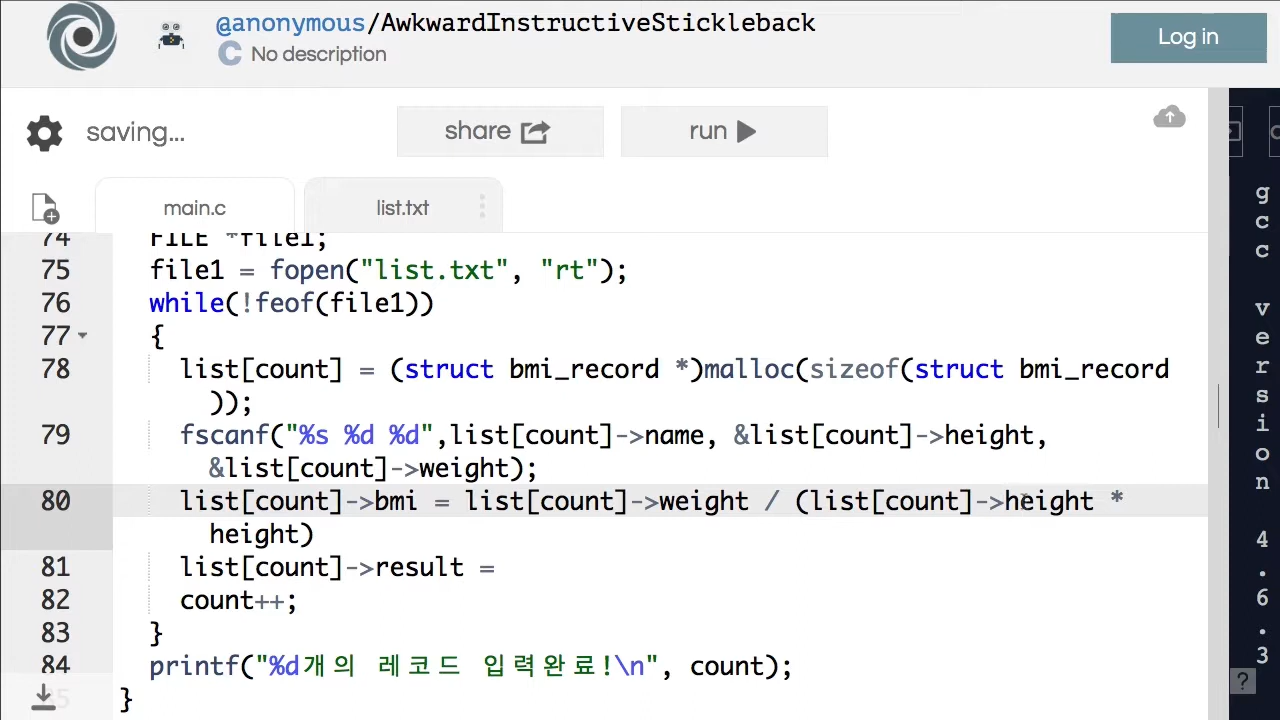 @anonymous/AwkwardInstructiveStickleback
No description
Log in
saving...
share
run
main.c
list.txt
74 FILE *file1;
75 file1 = fopen("list.txt", "rt");
76 while(!feof(file1))
77 {
78 list[count] = (struct bmi_record *)malloc(sizeof(struct bmi_record
));
79 fscanf("%s %d %d",list[count]->name, &list[count]->height,
&list[count]->weight);
80 list[count]->bmi = list[count]->weight / (list[count]->height *
height)
81 list[count]->result =
82 count++;
83 }
84 printf("%d개의 레코드 입력완료!\n", count);
85 }
gcc version 4.6.3
?